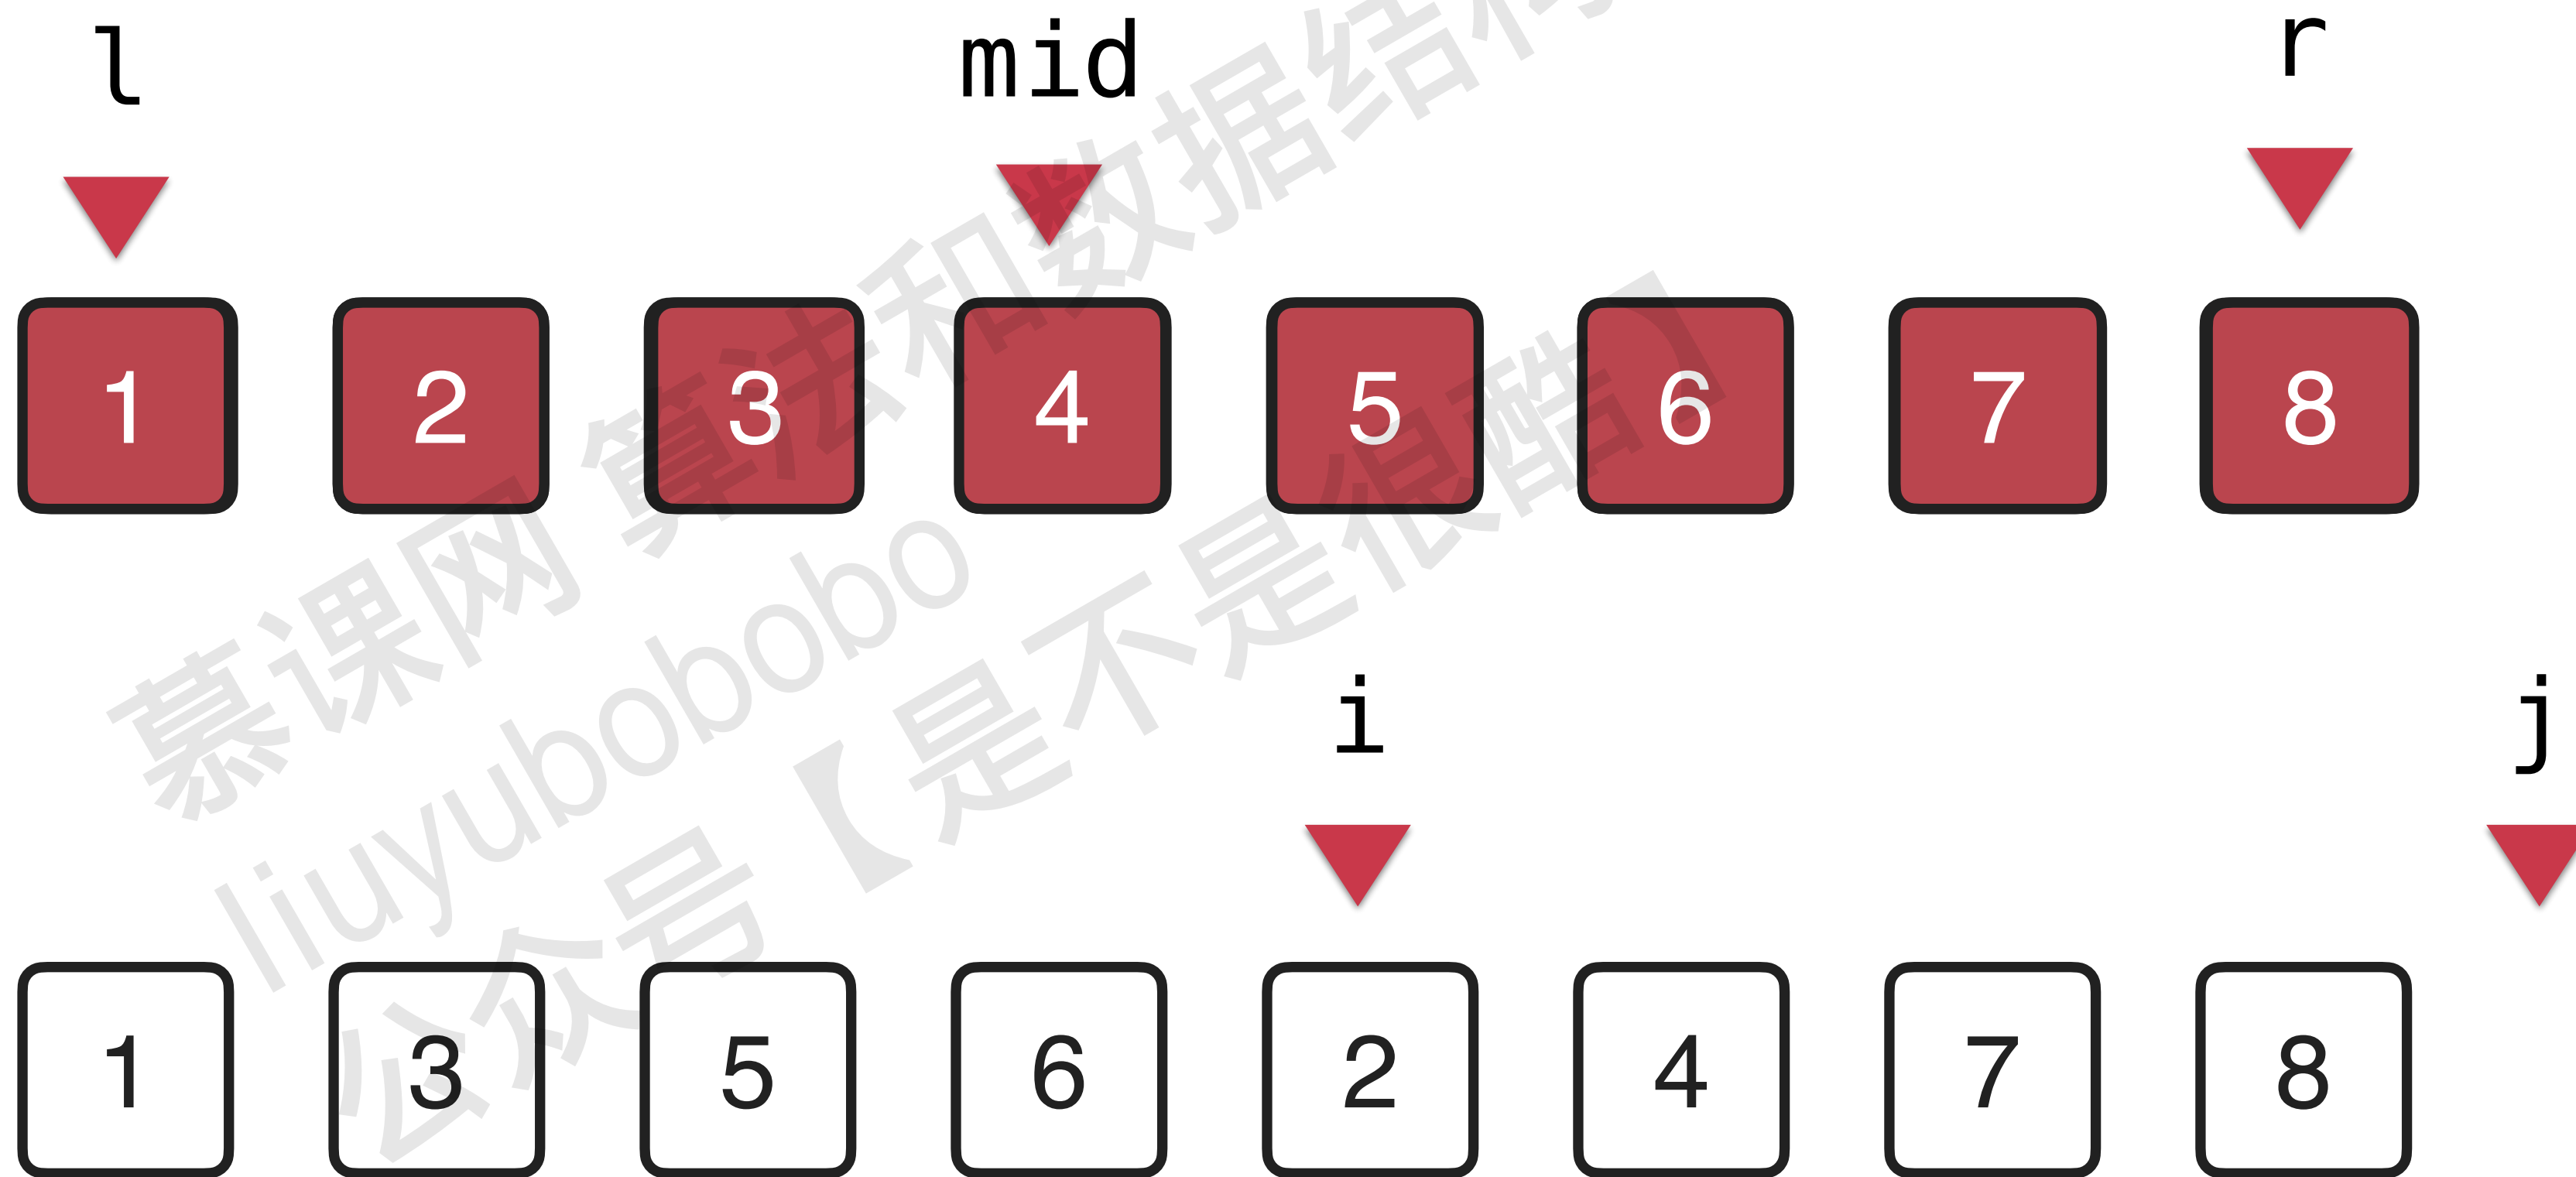 l mid r
1 2 3 4 5 6 7 8
i j
1 3 5 6 2 4 7 8
慕课网 算法和数据结构
liuyubobobo
公众号【是不是很酷】